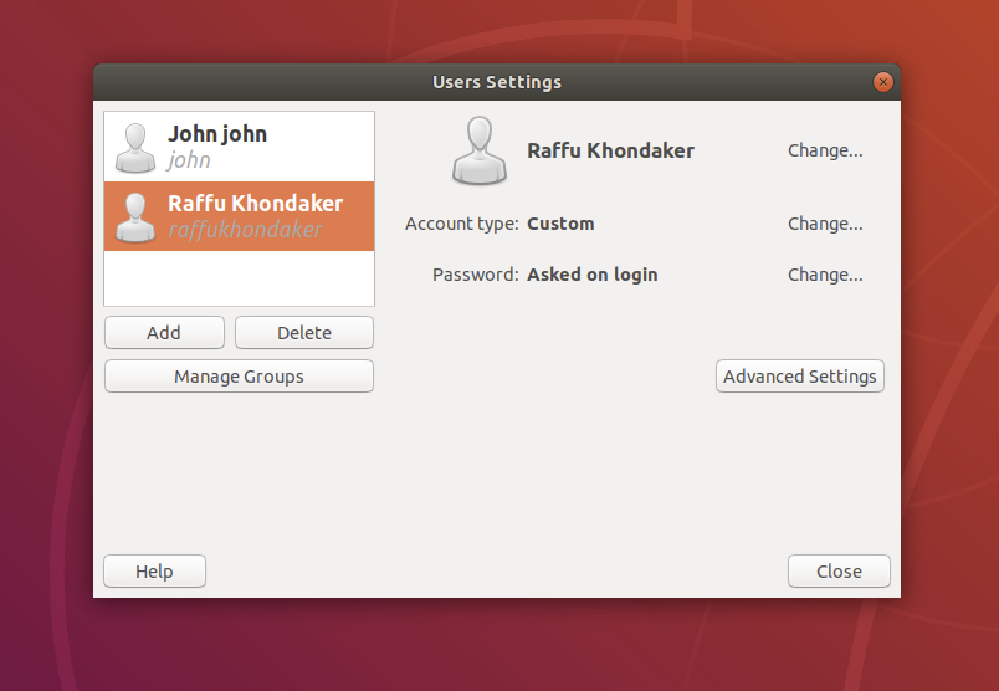 Users Settings
John john
john
Raffu Khondaker
raffukhondaker
Add
Delete
Manage Groups
Raffu Khondaker
Change...
Account type: Custom
Change...
Password: Asked on login
Change...
Advanced Settings
Help
Close